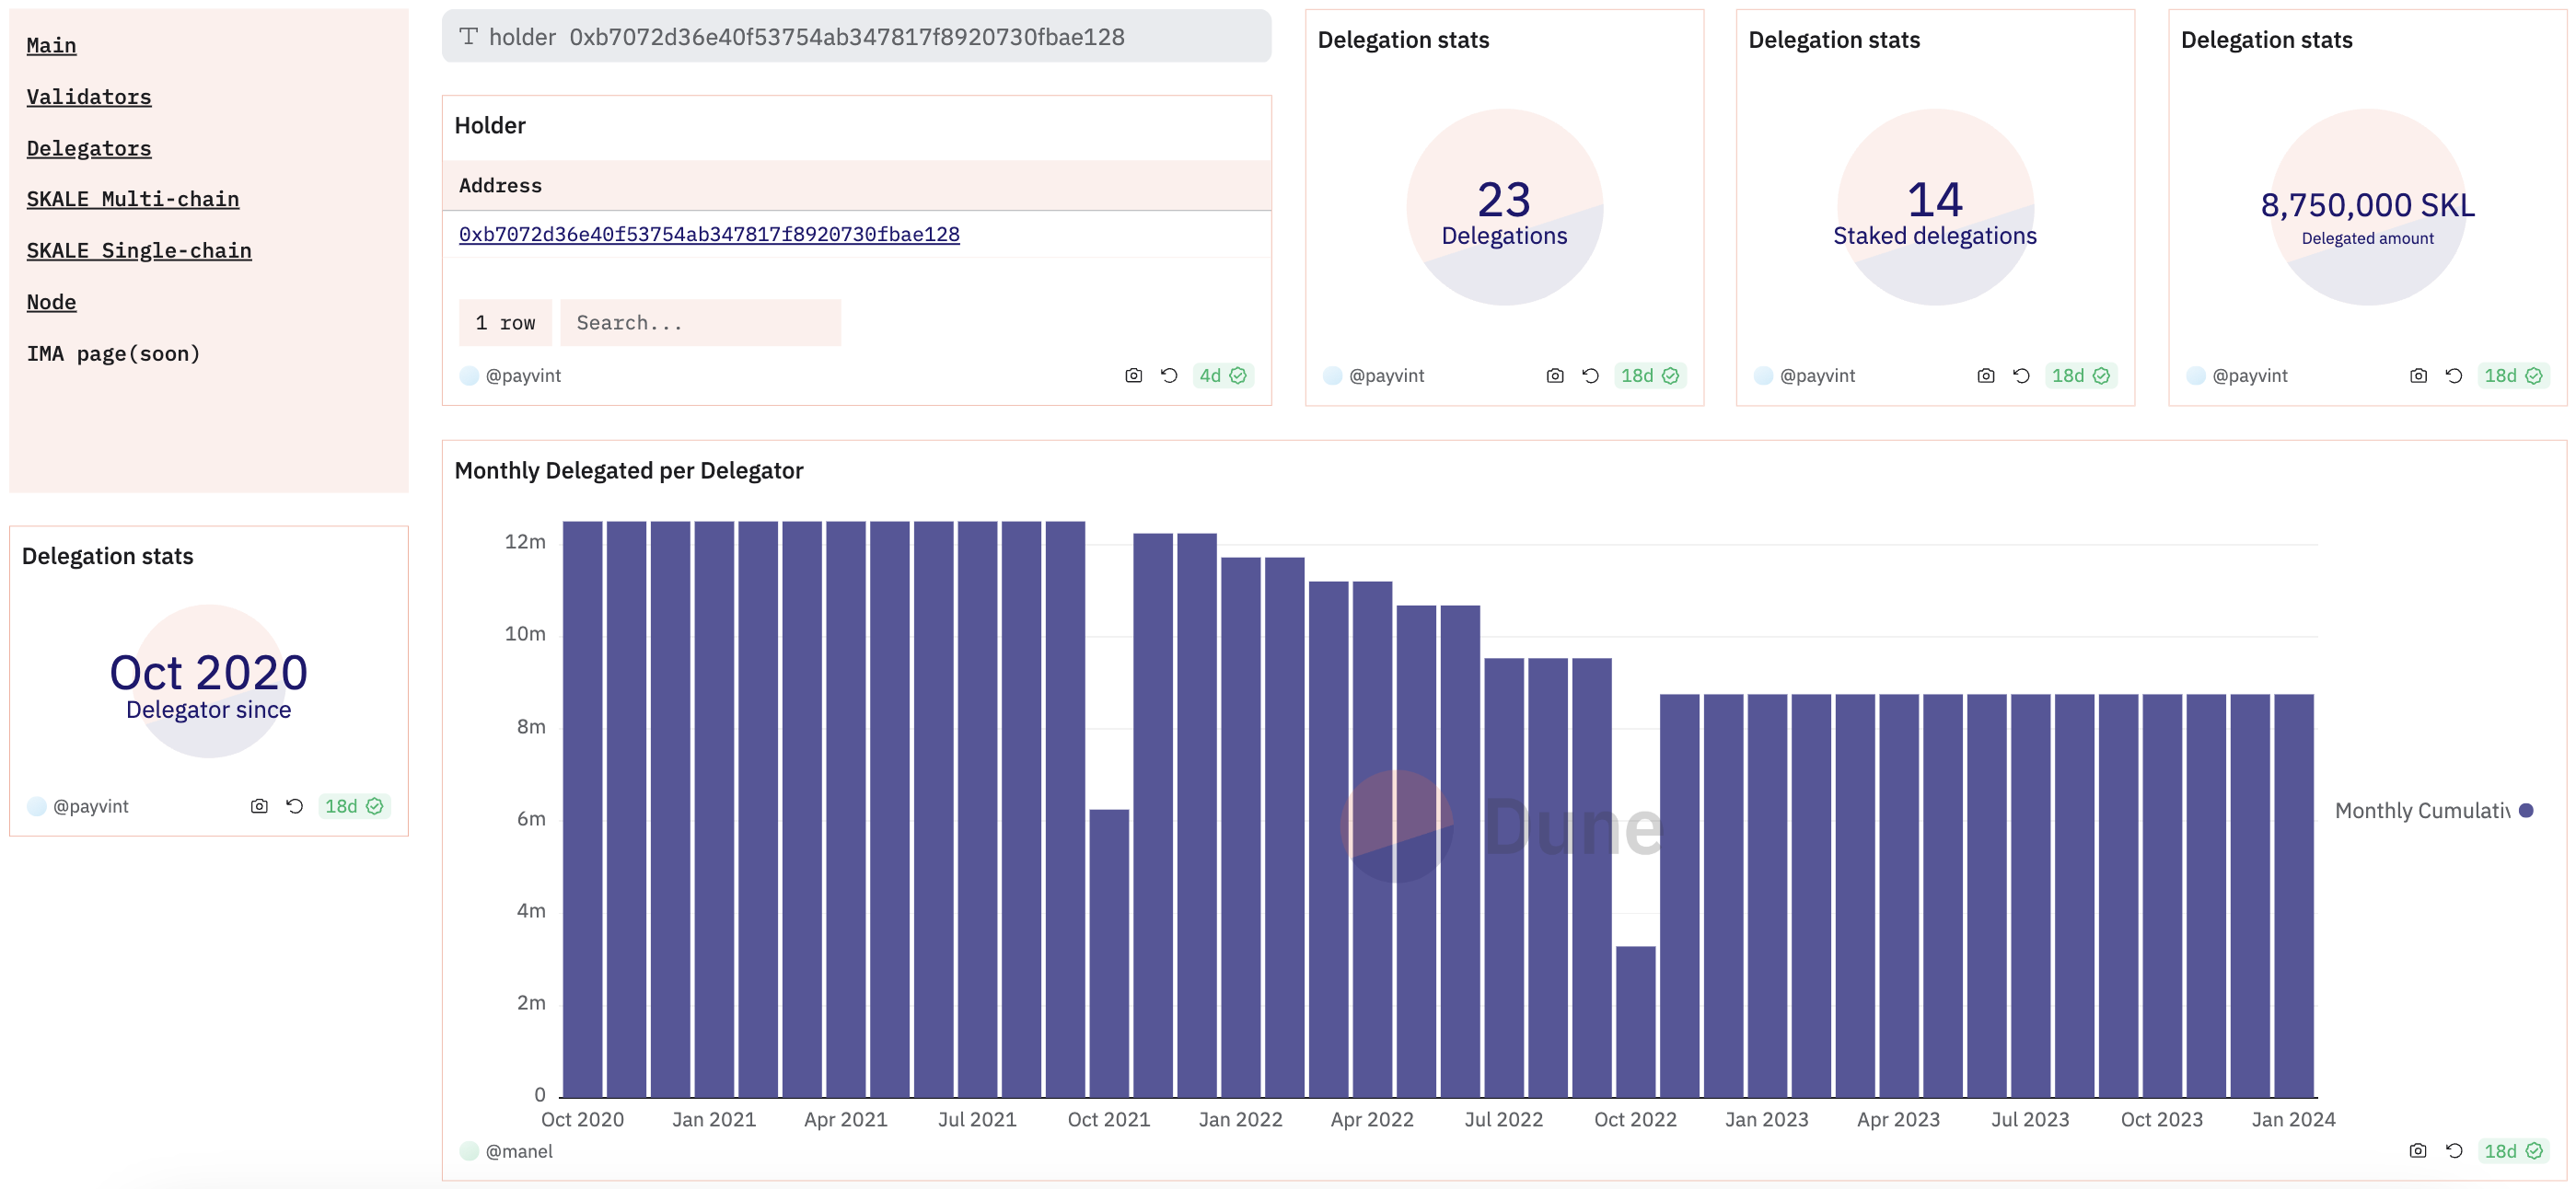 Main
Validators
Delegators
SKALE Multi-chain
SKALE Single-chain
Node
IMA page(soon)
holder 0xb7072d36e40f53754ab347817f8920730fbae128
Holder
Address
0xb7072d36e40f53754ab347817f8920730fbae128
1 row
Search...
@payvint
4d
Delegation stats
23
Delegations
@payvint
18d
Delegation stats
14
Staked delegations
@payvint
18d
Delegation stats
8,750,000 SKL
Delegated amount
@payvint
18d
Delegation stats
Oct 2020
Delegator since
@payvint
18d
Monthly Delegated per Delegator
12m
10m
8m
6m
4m
2m
0
Oct 2020 Jan 2021 Apr 2021 Jul 2021 Oct 2021 Jan 2022 Apr 2022 Jul 2022 Oct 2022 Jan 2023 Apr 2023 Jul 2023 Oct 2023 Jan 2024
Dune
Monthly Cumulativ
@manel
18d